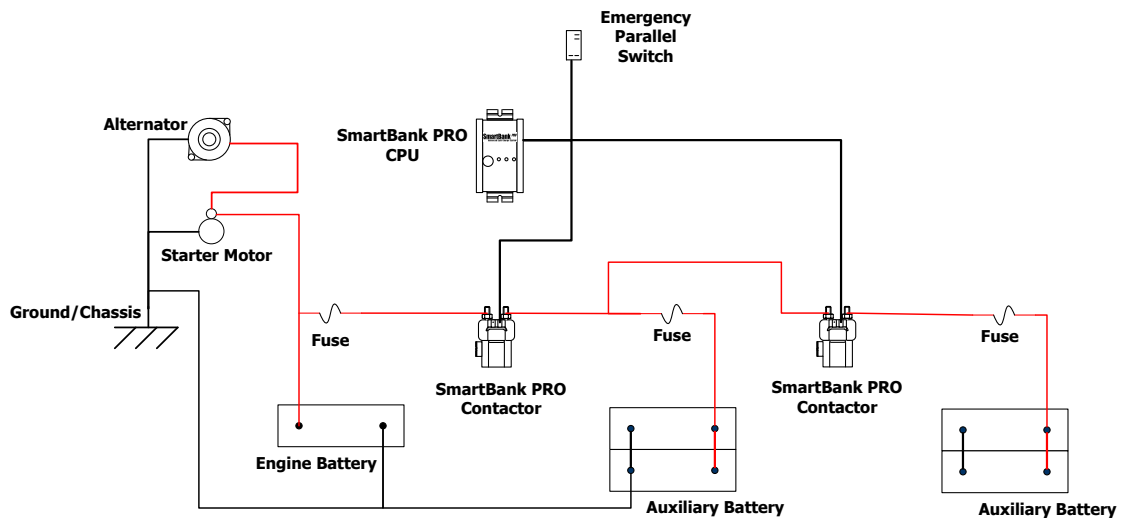 Emergency
Parallel
Switch
Alternator
SmartBank PRO
CPU
SmartBank
Starter Motor
Ground/Chassis
Fuse
Fuse
Fuse
SmartBank PRO
Contactor
SmartBank PRO
Contactor
Engine Battery
Auxiliary Battery
Auxiliary Battery